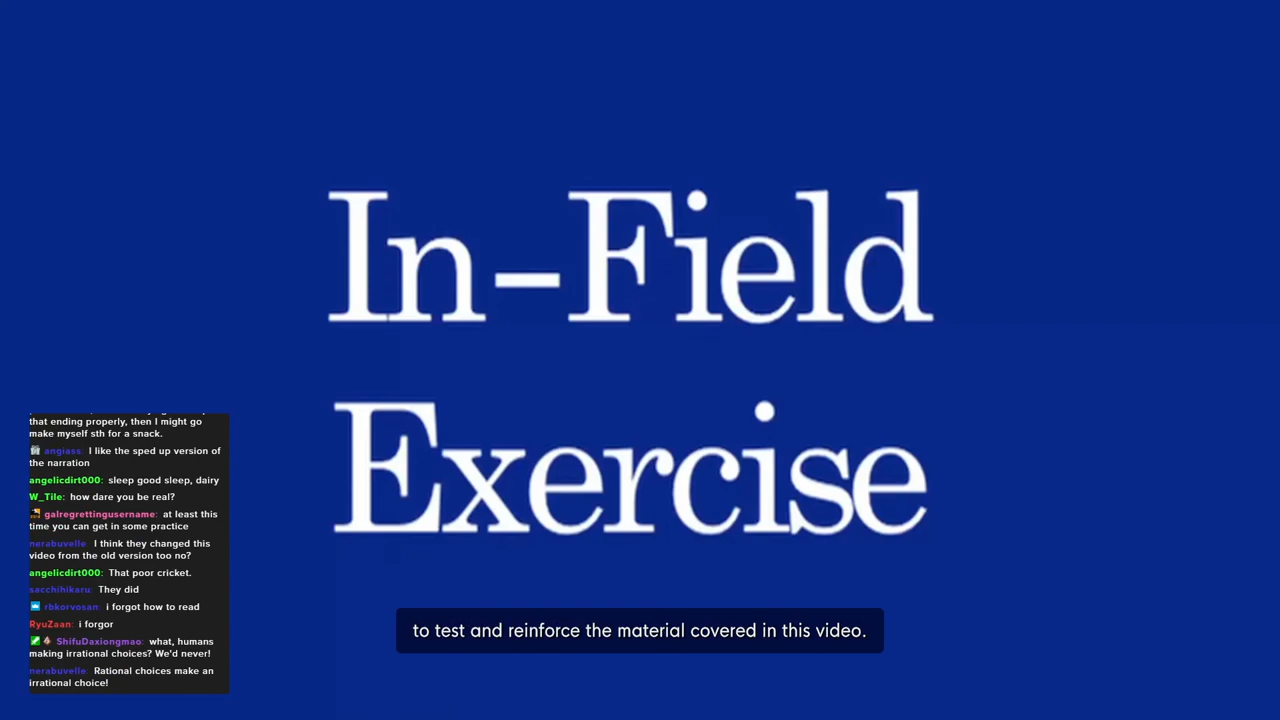 In-Field
Exercise
that ending properly, then I might go
make myself sth for a snack.
angiass: I like the sped up version of
the narration
angelicdirt000: sleep good sleep, dairy
W_Tile: how dare you be real?
galregrettingusername: at least this
time you can get in some practice
nerabuvelle: I think they changed this
video from the old version too no?
angelicdirt000: That poor cricket.
sacchihikaru: They did
rbkorvosan: i forgot how to read
RyuZaan: i forgor
ShifuDaxiongmao: what, humans
making irrational choices? We'd never!
nerabuvelle: Rational choices make an
irrational choice!
to test and reinforce the material covered in this video.